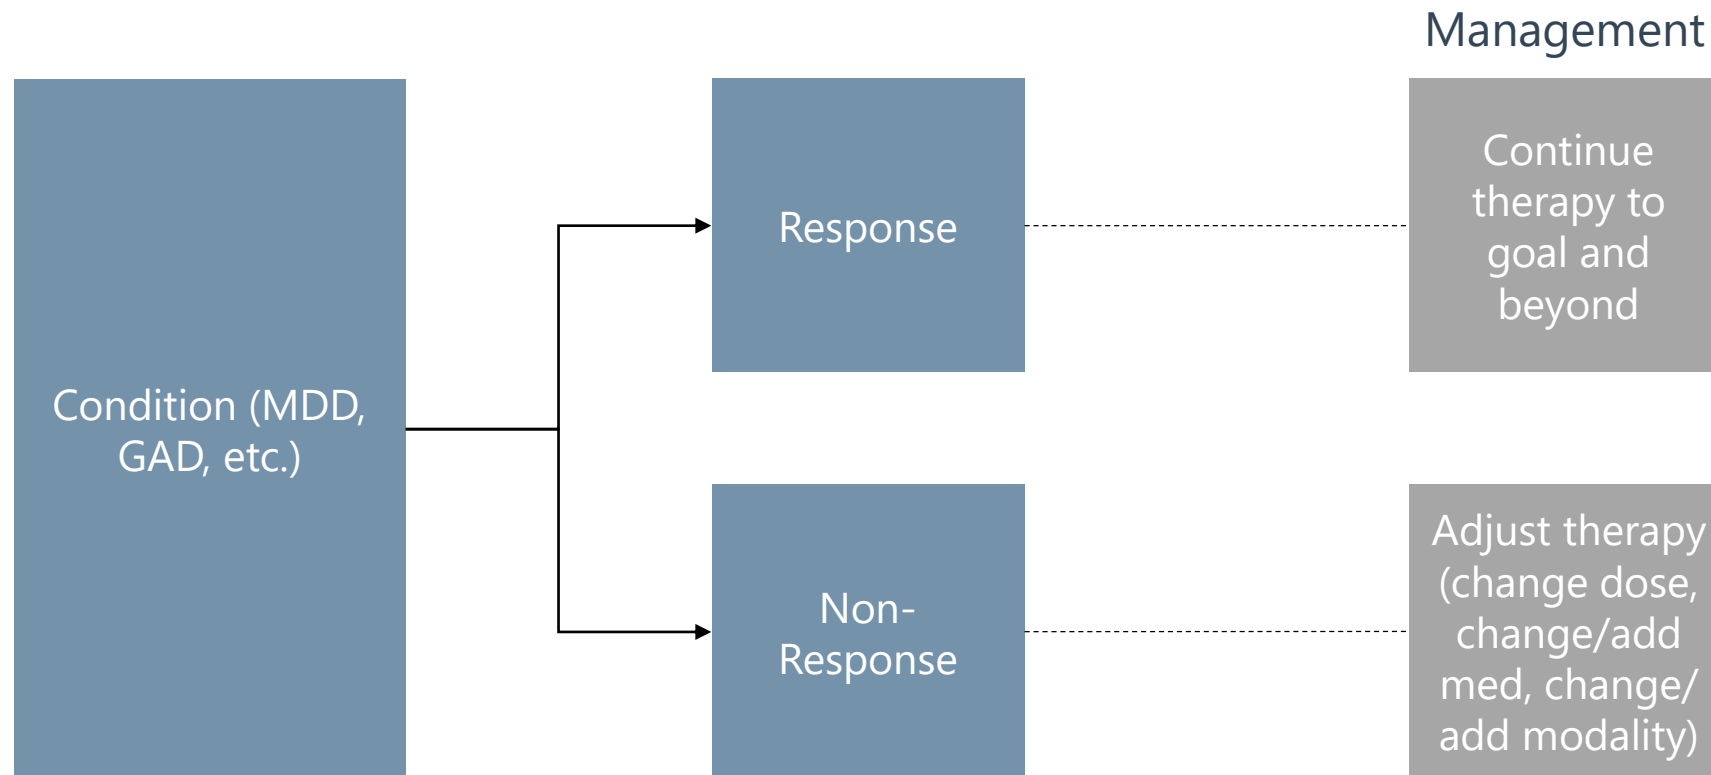 Management
Condition (MDD,
GAD, etc.)
Response
Continue
therapy to
goal and
beyond
Non-
Response
Adjust therapy
(change dose,
change/add
med, change/
add modality)